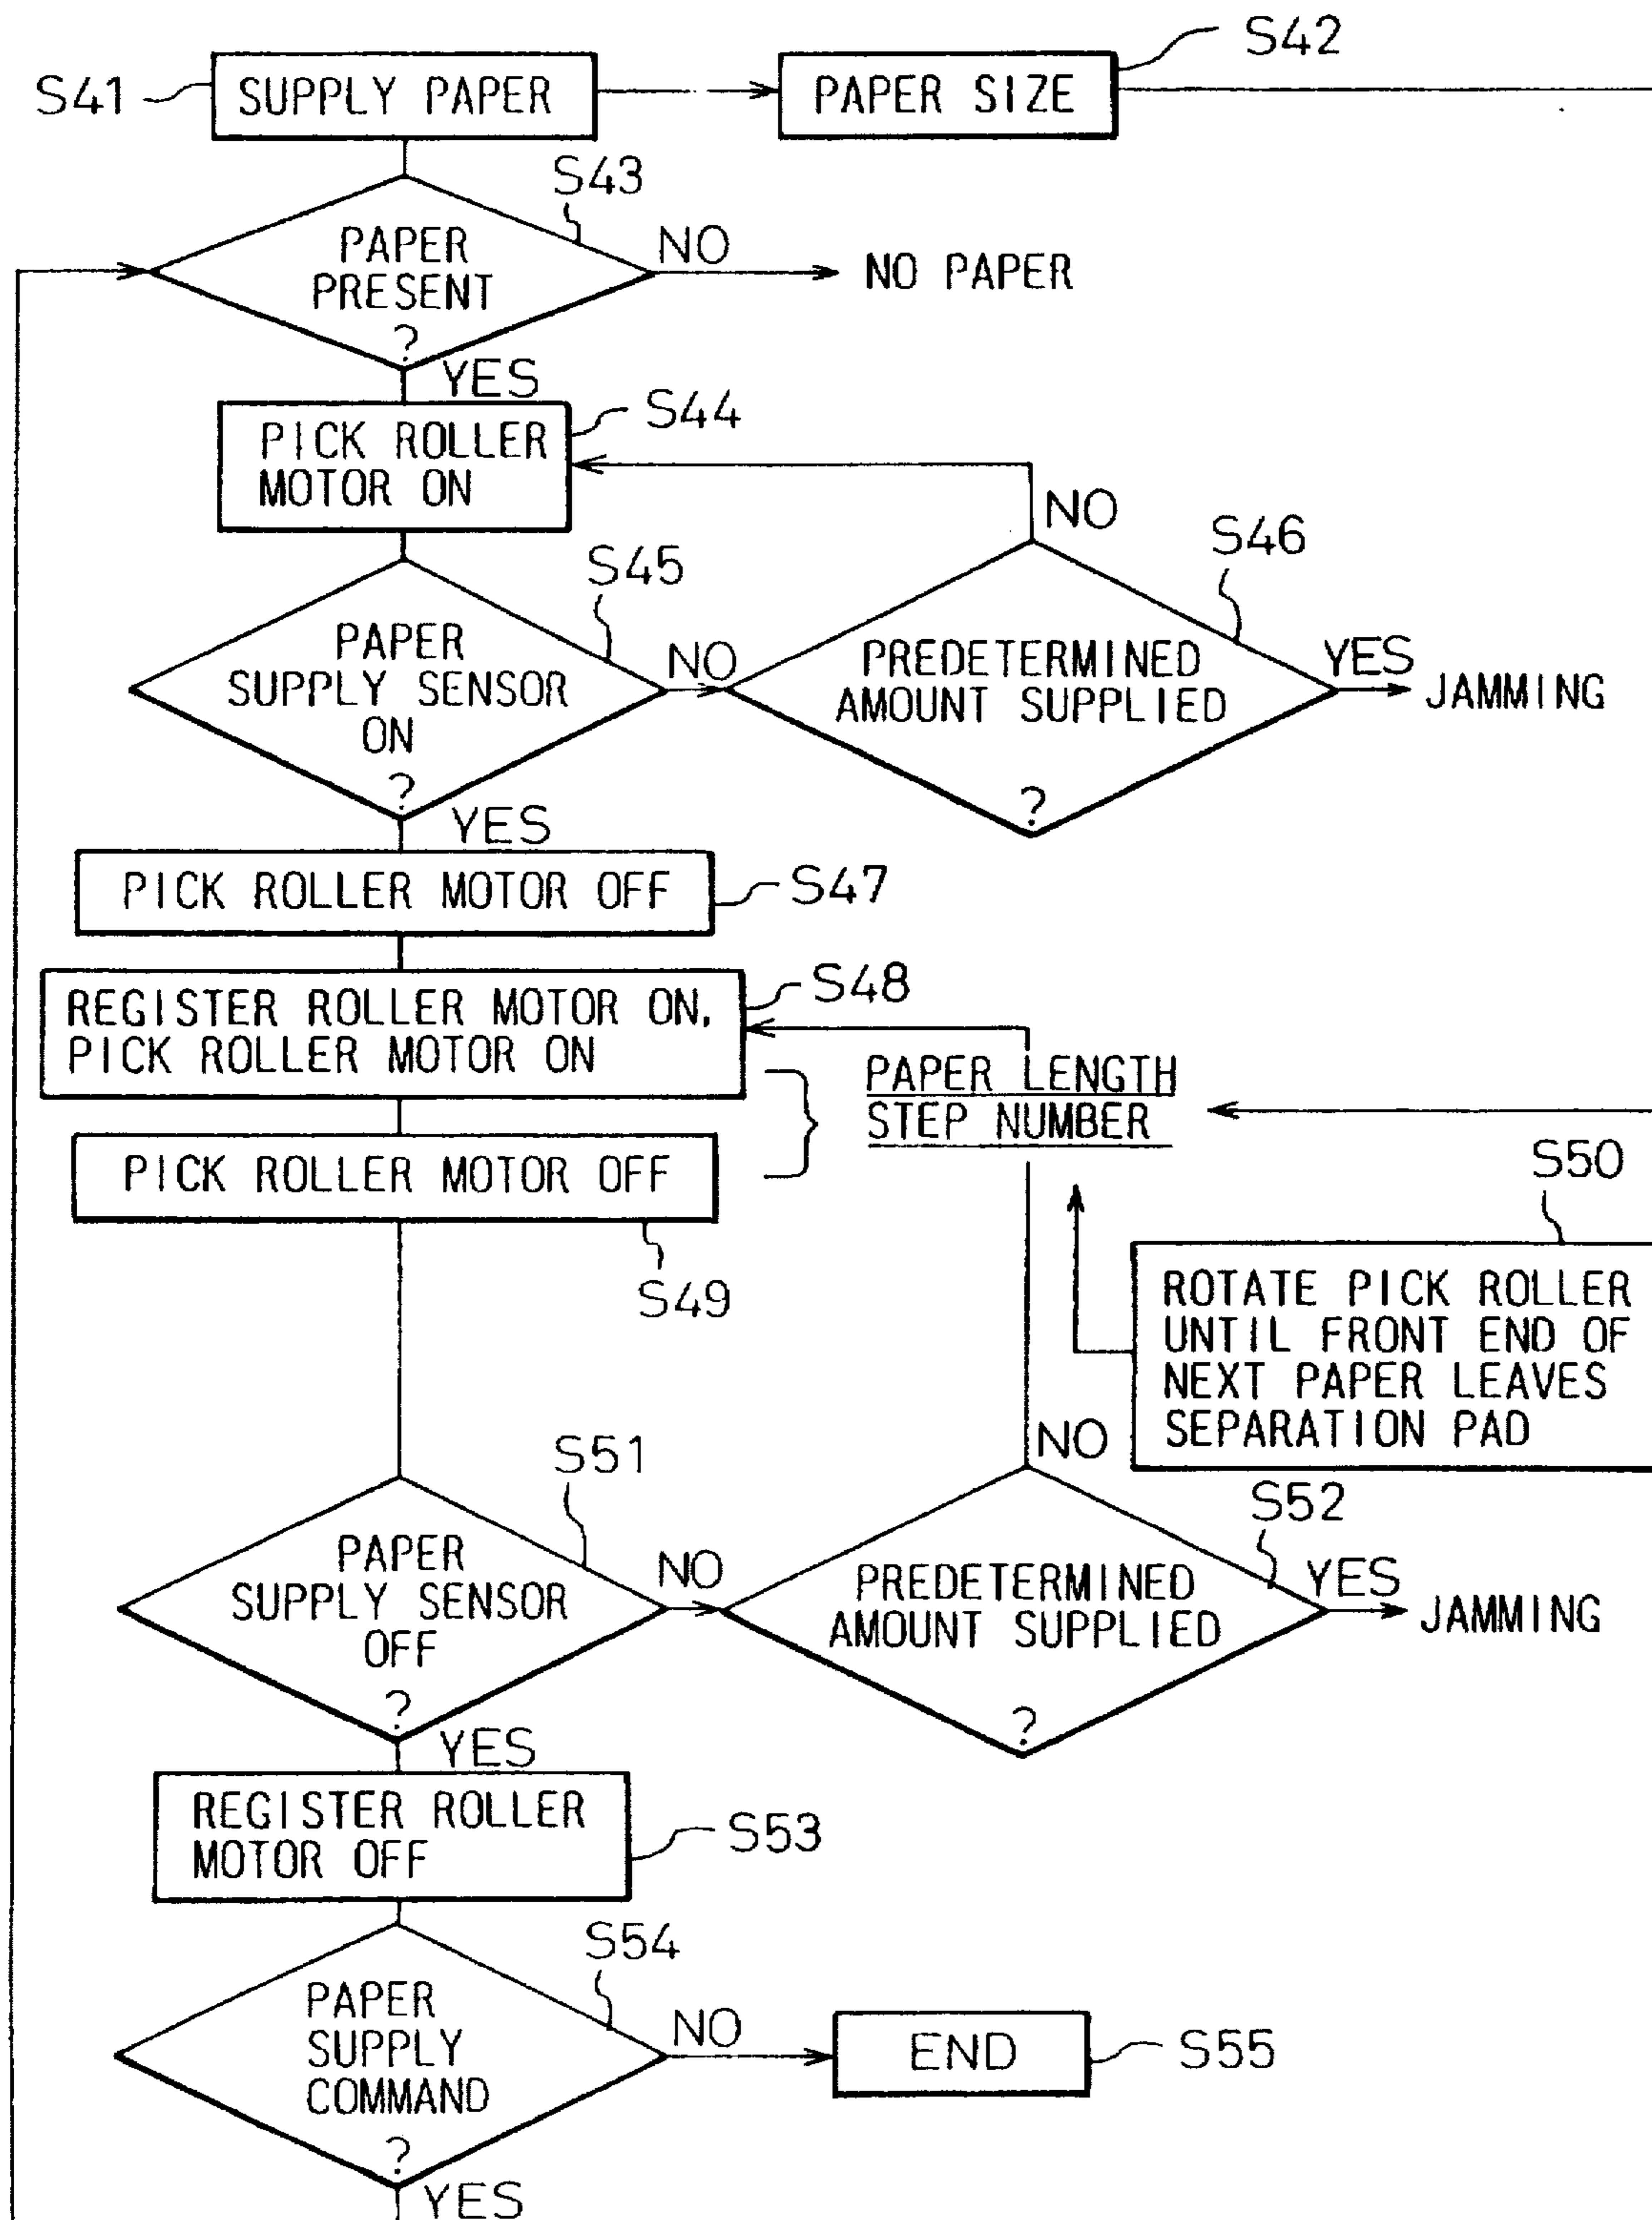 S41
SUPPLY PAPER
PAPER SIZE
S42
S43
PAPER
PRESENT
?
NO
NO PAPER
YES
PICK ROLLER
MOTOR ON
S44
NO
S45
S46
PAPER
SUPPLY SENSOR
ON
?
NO
PREDETERMINED
AMOUNT SUPPLIED
?
YES
JAMMING
YES
PICK ROLLER MOTOR OFF
S47
REGISTER ROLLER MOTOR ON,
PICK ROLLER MOTOR ON
S48
PAPER LENGTH
STEP NUMBER
PICK ROLLER MOTOR OFF
S49
S50
ROTATE PICK ROLLER
UNTIL FRONT END OF
NEXT PAPER LEAVES
SEPARATION PAD
NO
S51
S52
PAPER
SUPPLY SENSOR
OFF
?
NO
PREDETERMINED
AMOUNT SUPPLIED
?
YES
JAMMING
YES
REGISTER ROLLER
MOTOR OFF
S53
S54
PAPER
SUPPLY
COMMAND
?
NO
END
S55
YES